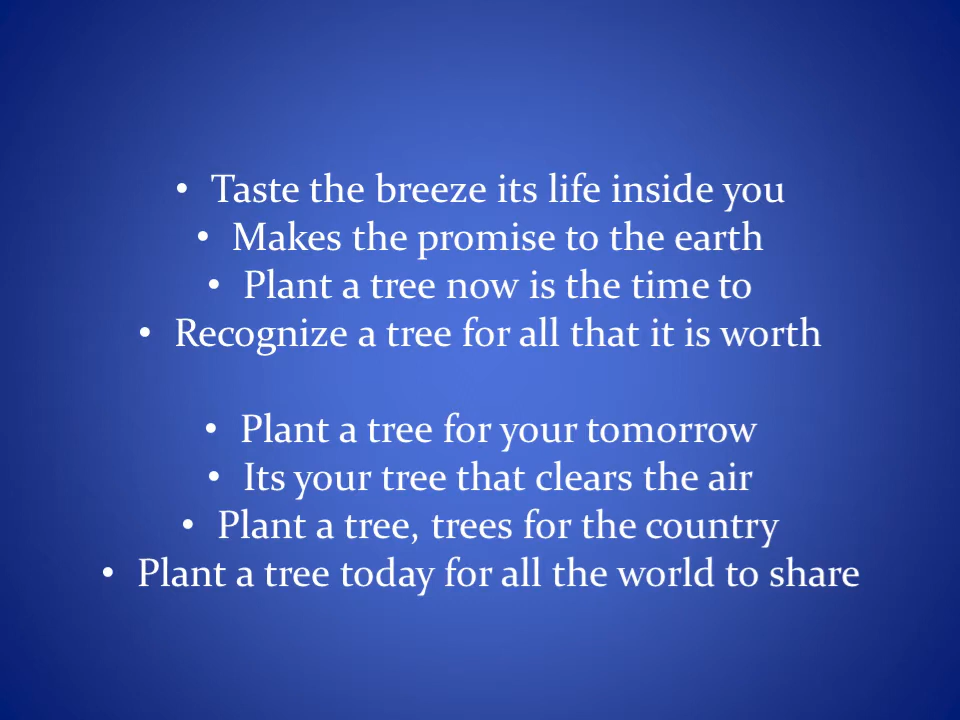 • Taste the breeze its life inside you
• Makes the promise to the earth
• Plant a tree now is the time to
• Recognize a tree for all that it is worth

• Plant a tree for your tomorrow
• Its your tree that clears the air
• Plant a tree, trees for the country
• Plant a tree today for all the world to share